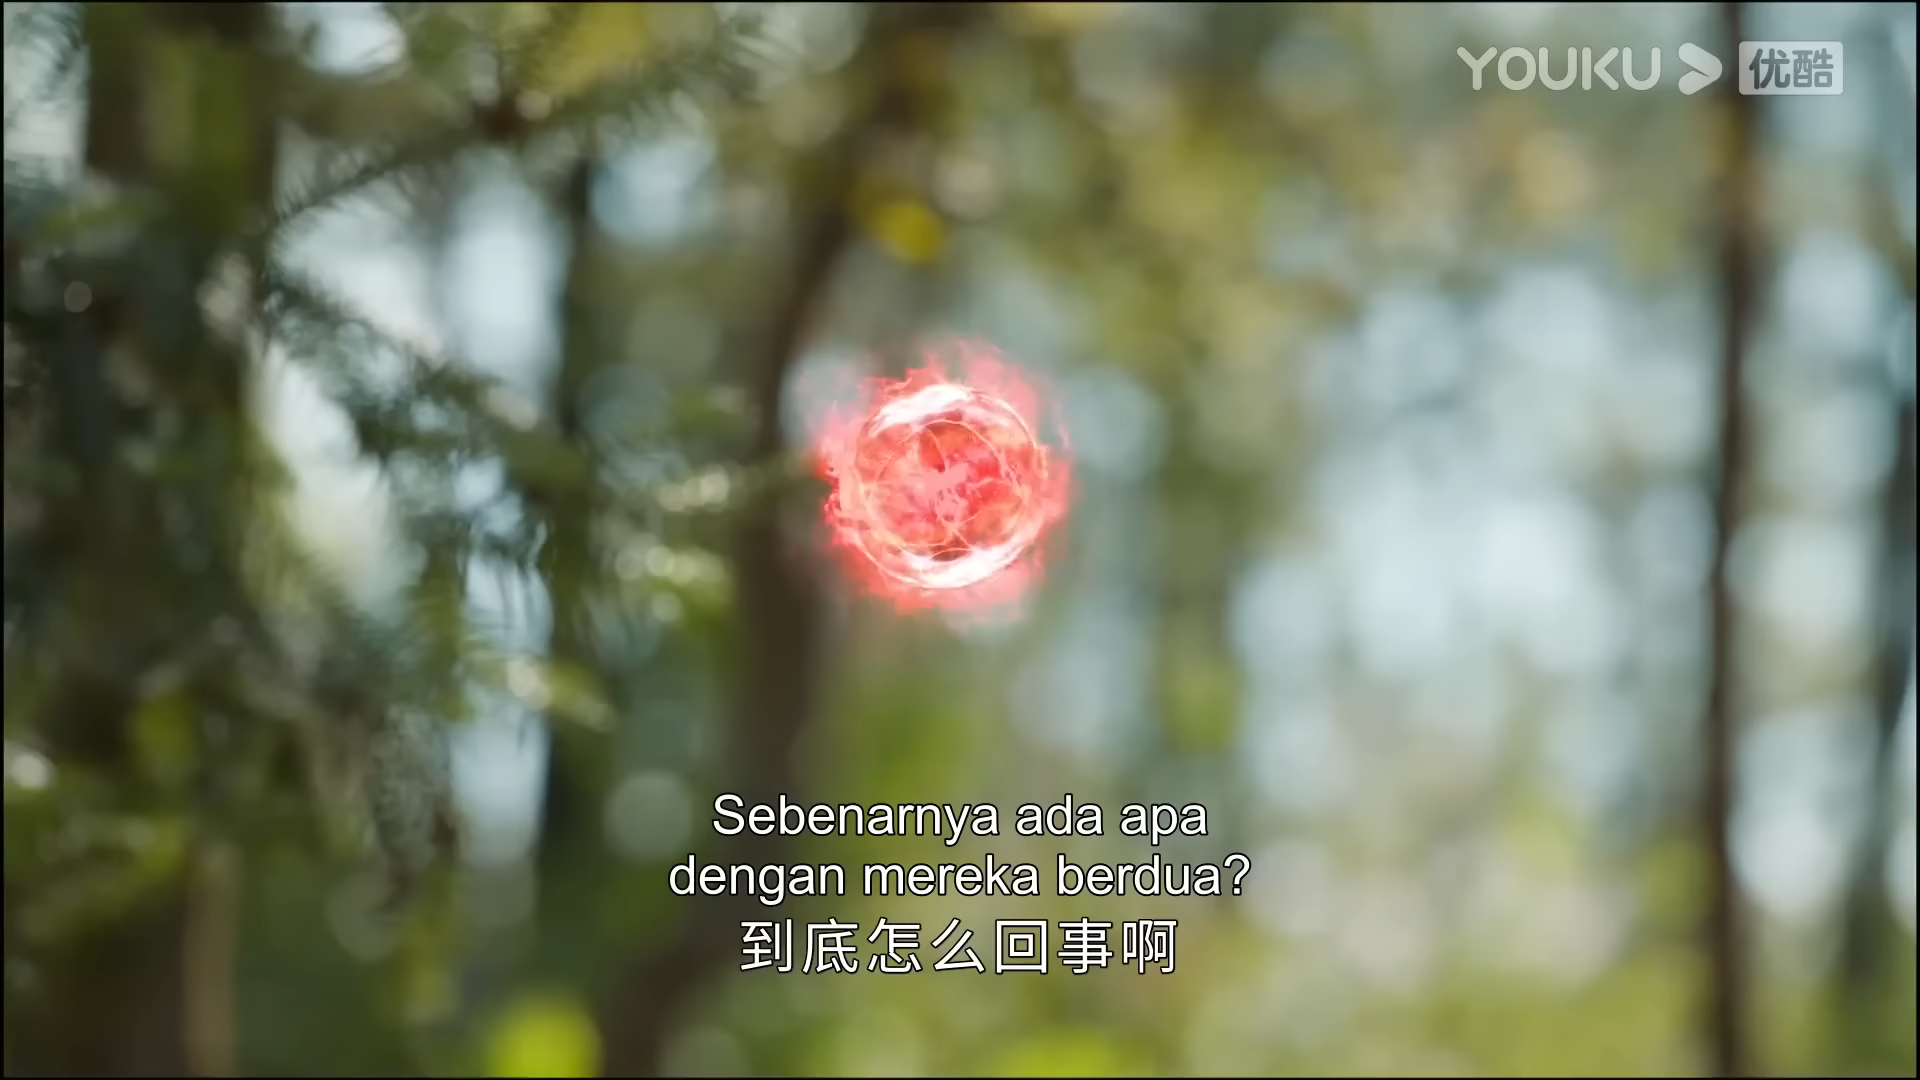 YOUKU 优酷
Sebenarnya ada apa
dengan mereka berdua?
到底怎么回事啊